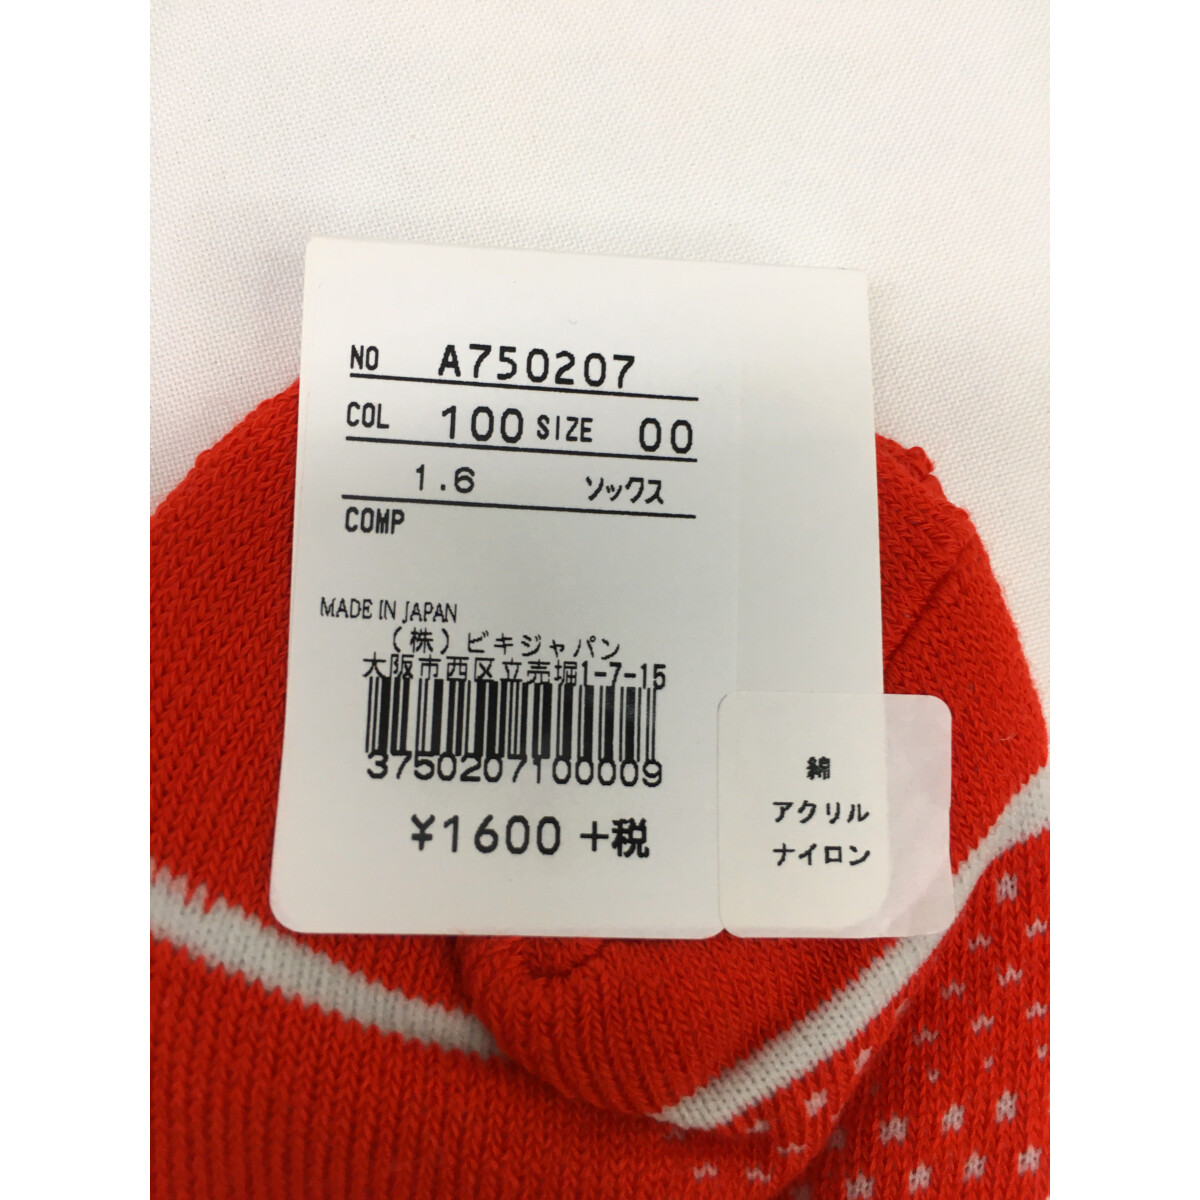 NO A750207
COL 100 SIZE 00
1.6 ソックス
COMP
MADE IN JAPAN
(株)ビキジャパン
大阪市西区立売堀1-7-15
3750207100009
¥1600 +税
綿
アクリル
ナイロン